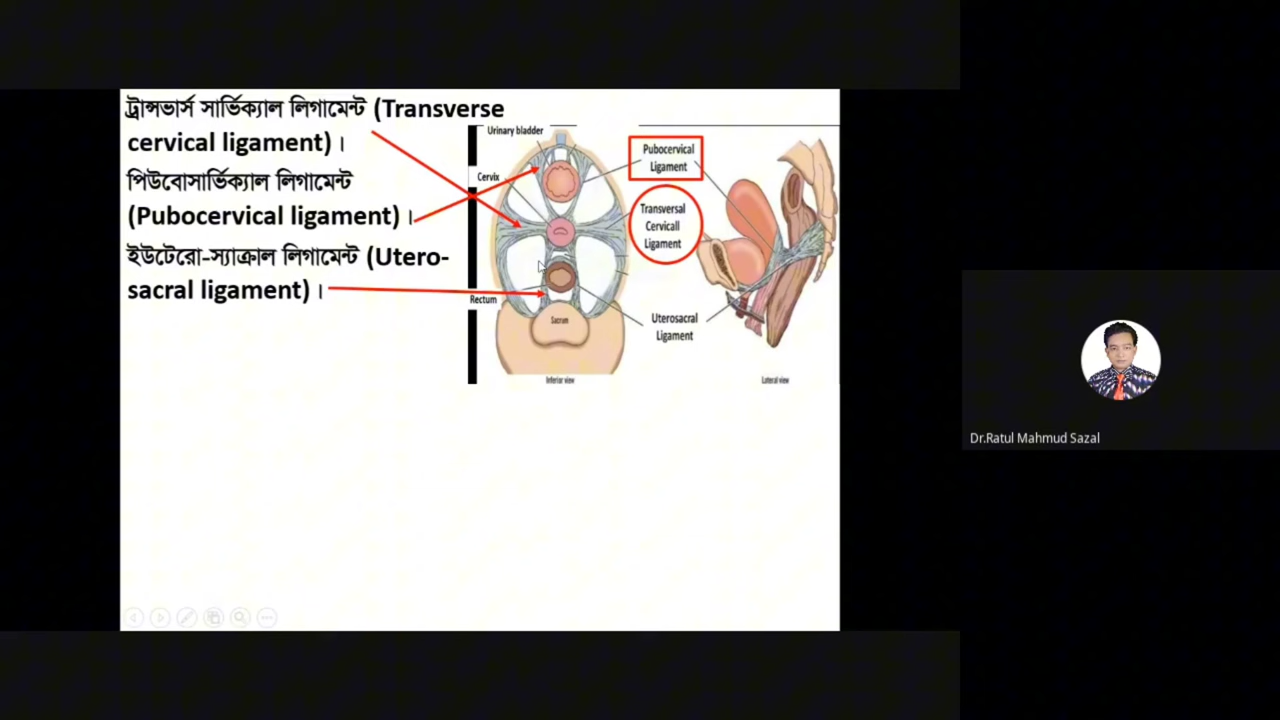 ট্রান্সভার্স সার্ভিক্যাল লিগামেন্ট (Transverse
cervical ligament)।
পিউবোসার্ভিক্যাল লিগামেন্ট
(Pubocervical ligament)।
ইউটেরো-স্যাক্রাল লিগামেন্ট (Utero-
sacral ligament)।
Urinary bladder
Cervix
Rectum
Sacrum
Inferior view
Pubocervical
Ligament
Transversal
Cervicall
Ligament
Uterosacral
Ligament
Lateral view
Dr.Ratul Mahmud Sazal